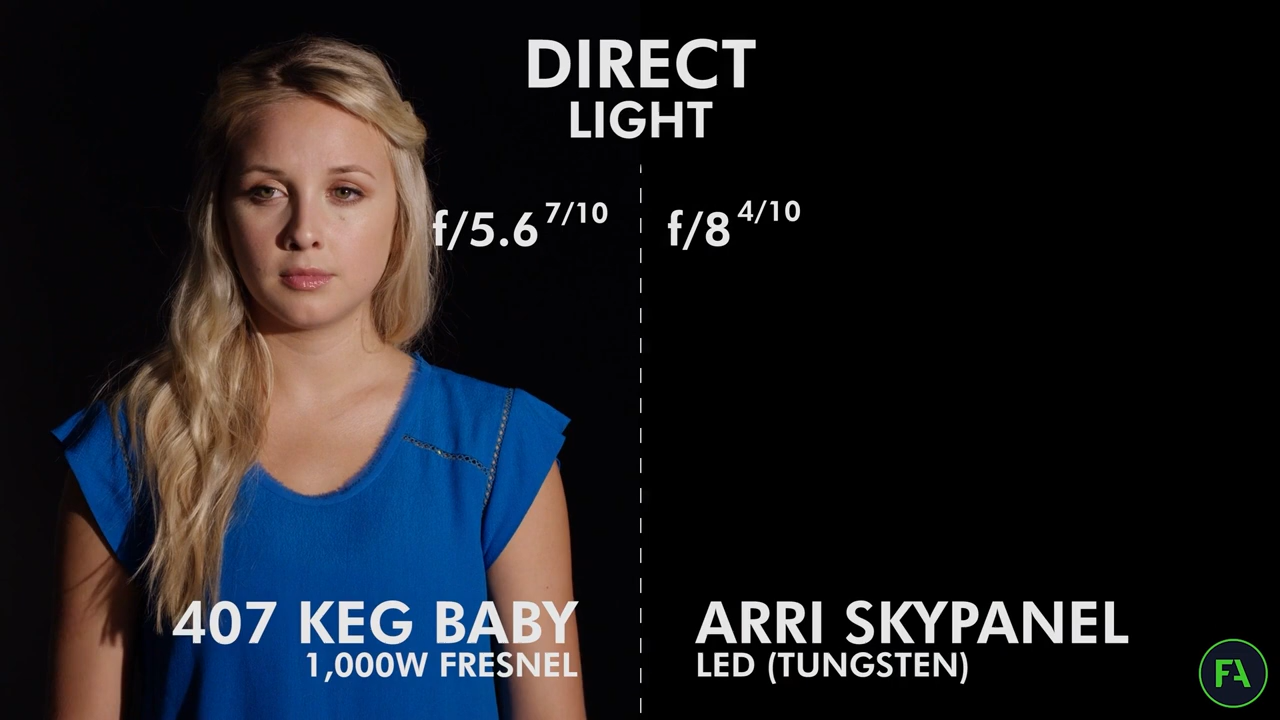 DIRECT
LIGHT
f/5.6 7/10
f/8 4/10
407 KEG BABY
1,000W FRESNEL
ARRI SKYPANEL
LED (TUNGSTEN)
FA